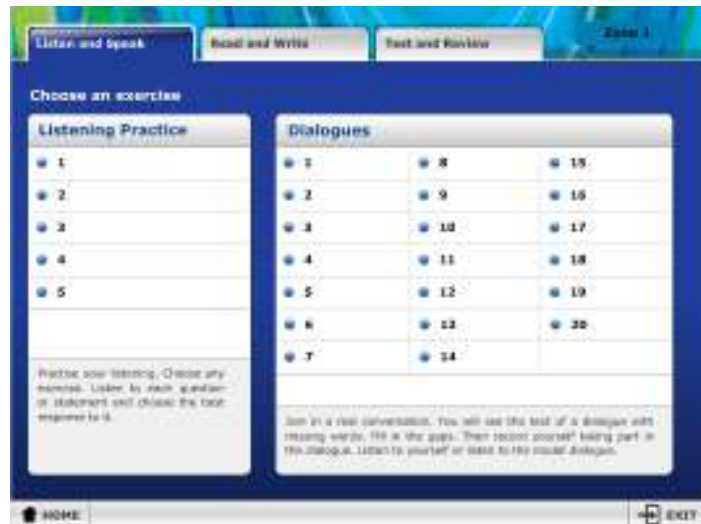 Listen and Speak
Read and Write
Test and Review
Zone 1
Choose an exercise
Listening Practice
1
2
3
4
5
Practise your listening. Choose any
exercise. Listen to each question
or statement and choose the best
response to it.
Dialogues
1
2
3
4
5
6
7
8
9
10
11
12
13
14
15
16
17
18
19
20
Join in a real conversation. You will see the text of a dialogue with
missing words. Fill in the gaps. Then record yourself taking part in
the dialogue. Listen to yourself or listen to the model dialogue.
HOME
EXIT